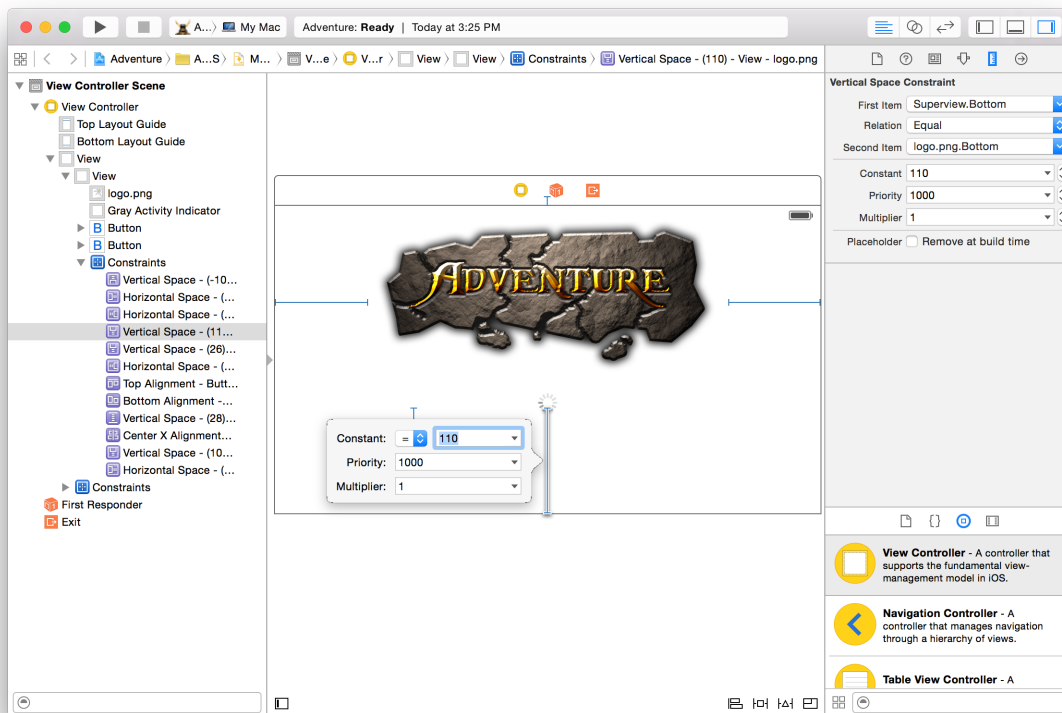 A...
My Mac
Adventure: Ready | Today at 3:25 PM
Adventure
A...S
M...
V...e
V...r
View
View
Constraints
Vertical Space - (110) - View - logo.png
View Controller Scene
View Controller
Top Layout Guide
Bottom Layout Guide
View
View
logo.png
Gray Activity Indicator
B Button
B Button
Constraints
Vertical Space - (-10...
Horizontal Space - (...
Horizontal Space - (...
Vertical Space - (11...
Vertical Space - (26)...
Horizontal Space - (...
Top Alignment - Butt...
Bottom Alignment -...
Vertical Space - (28)...
Center X Alignment...
Vertical Space - (10...
Horizontal Space - (...
Constraints
First Responder
Exit
ADVENTURE
Constant: = 110
Priority: 1000
Multiplier: 1
Vertical Space Constraint
First Item Superview.Bottom
Relation Equal
Second Item logo.png.Bottom
Constant 110
Priority 1000
Multiplier 1
Placeholder Remove at build time
{}
View Controller - A controller that
supports the fundamental view-
management model in iOS.
Navigation Controller - A
controller that manages navigation
through a hierarchy of views.
Table View Controller - A